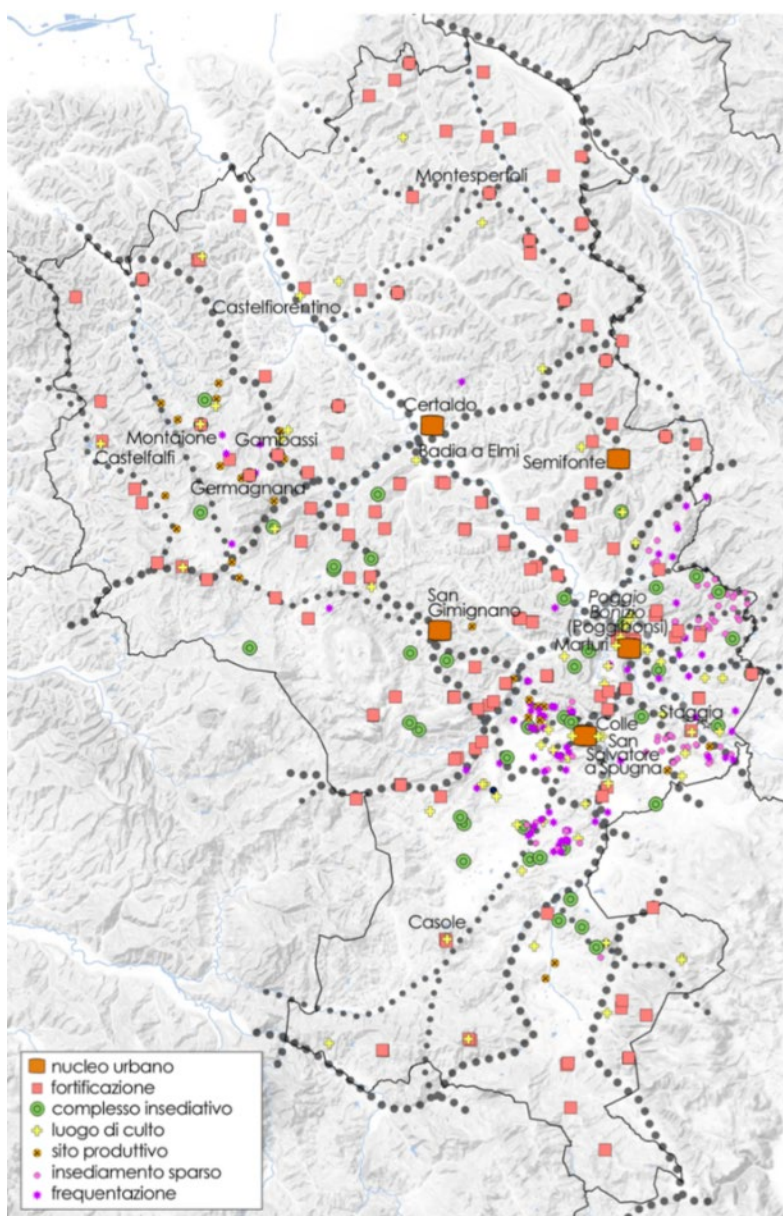 Montespertoli
Castelfiorentino
Certaldo
Montaione
Gambassi
Badia a Elmi
Castelfalfi
Semifonte
Germagnana
San
Gimignano
Poggio
Bonizo
(Poggibonsi)
Marturi
Staggia
Colle
San
Salvatore
a Spugna
Casole
nucleo urbano
fortificazione
complesso insediativo
luogo di culto
sito produttivo
insediamento sparso
frequentazione